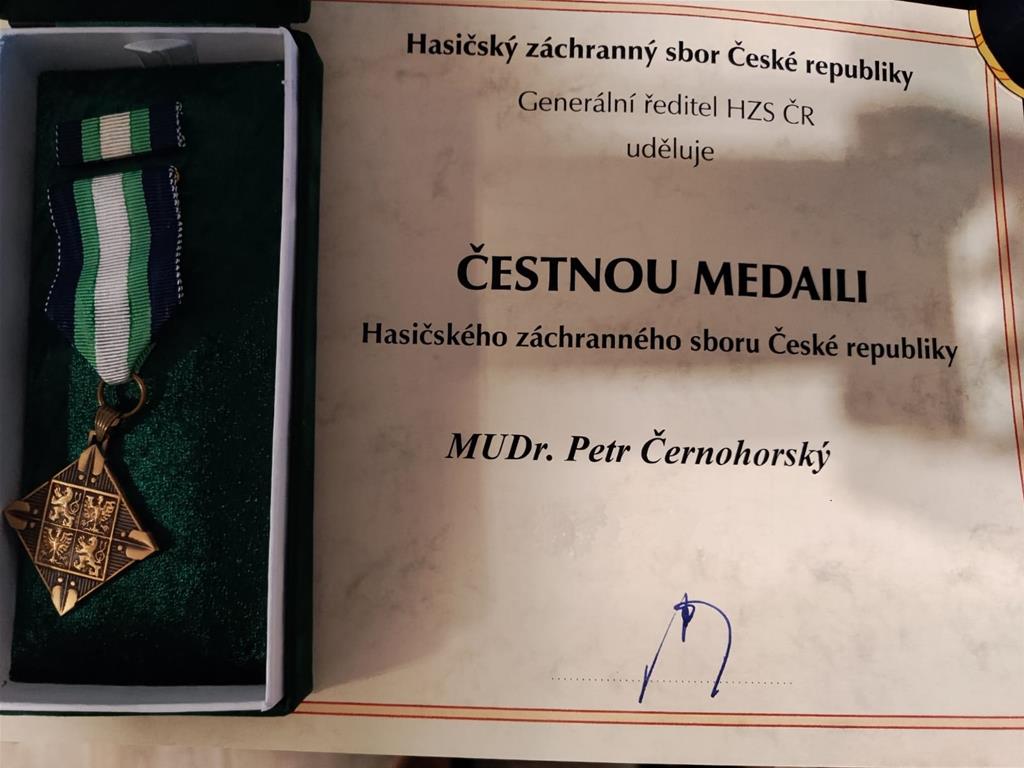 Hasičský záchranný sbor České republiky
Generální ředitel HZS ČR
uděluje
ČESTNOU MEDAILI
Hasičského záchranného sboru České republiky
MUDr. Petr Černohorský